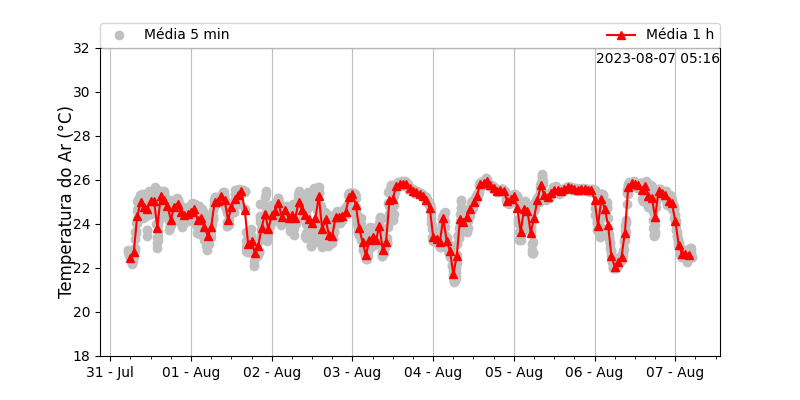 Média 5 min
Média 1 h
2023-08-07 05:16
Temperatura do Ar (°C)
32
30
28
26
24
22
20
18
31 - Jul
01 - Aug
02 - Aug
03 - Aug
04 - Aug
05 - Aug
06 - Aug
07 - Aug